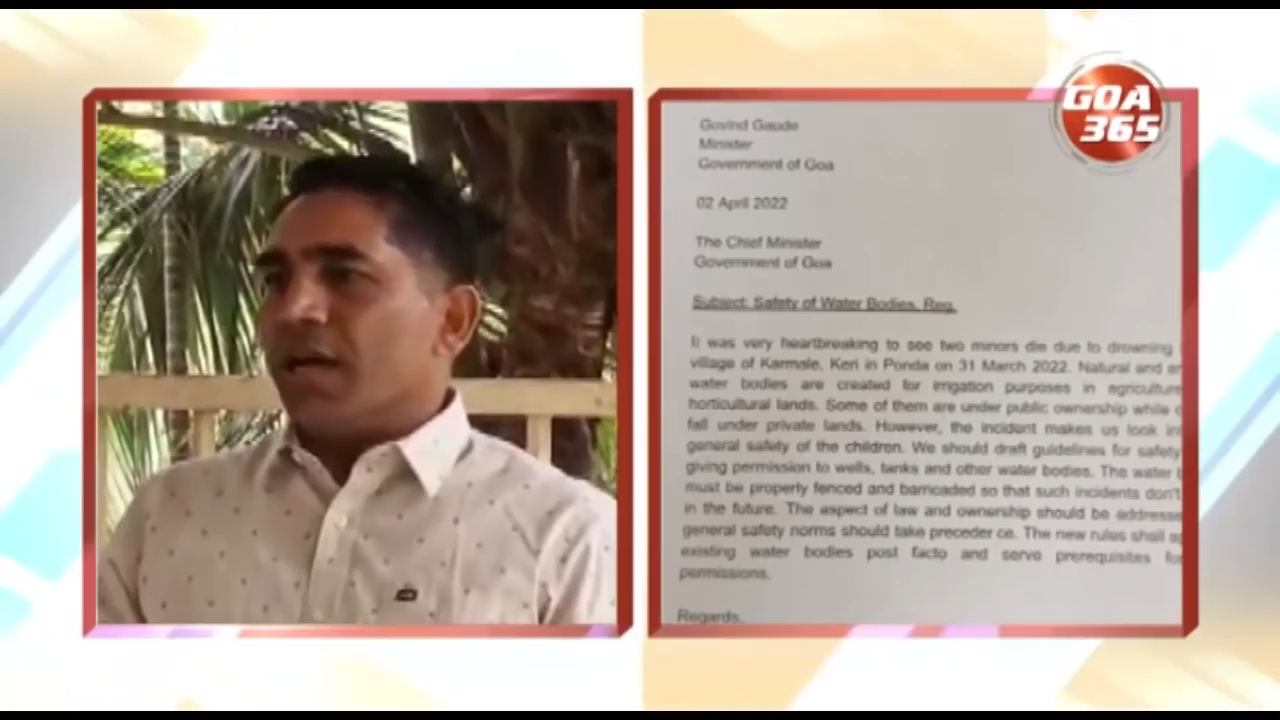 GOA
365
Govind Gaude
Minister
Government of Goa
02 April 2022
The Chief Minister
Government of Goa
Subject: Safety of Water Bodies, Reg.
It was very heartbreaking to see two minors die due to drowning
village of Karmale, Keri in Ponda on 31 March 2022. Natural and
water bodies are created for irrigation purposes in agriculture
horticultural lands. Some of them are under public ownership while
fall under private lands. However, the incident makes us look
general safety of the children. We should draft guidelines for safety
giving permission to wells, tanks and other water bodies. The water
must be properly fenced and barricaded so that such incidents don't
in the future. The aspect of law and ownership should be addresse
general safety norms should take preceder ce. The new rules shall
existing water bodies post facto and serve prerequisites
permissions.
Regards,